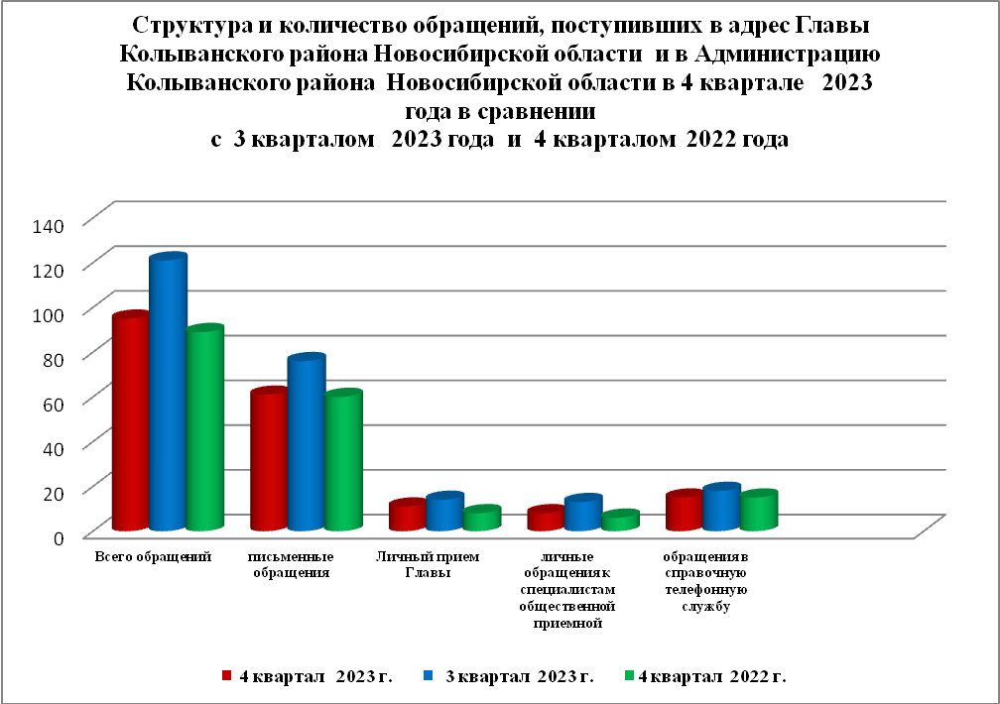 Структура и количество обращений, поступивших в адрес Главы
Колыванского района Новосибирской области и в Администрацию
Колыванского района Новосибирской области в 4 квартале 2023
года в сравнении
с 3 кварталом 2023 года и 4 кварталом 2022 года
140
120
100
80
60
40
20
0
Всего обращений
письменные
обращения
Личный прием
Главы
личные
обращения к
специалистам
общественной
приемной
обращения в
справочную
телефонную
службу
4 квартал 2023 г.
3 квартал 2023 г.
4 квартал 2022 г.